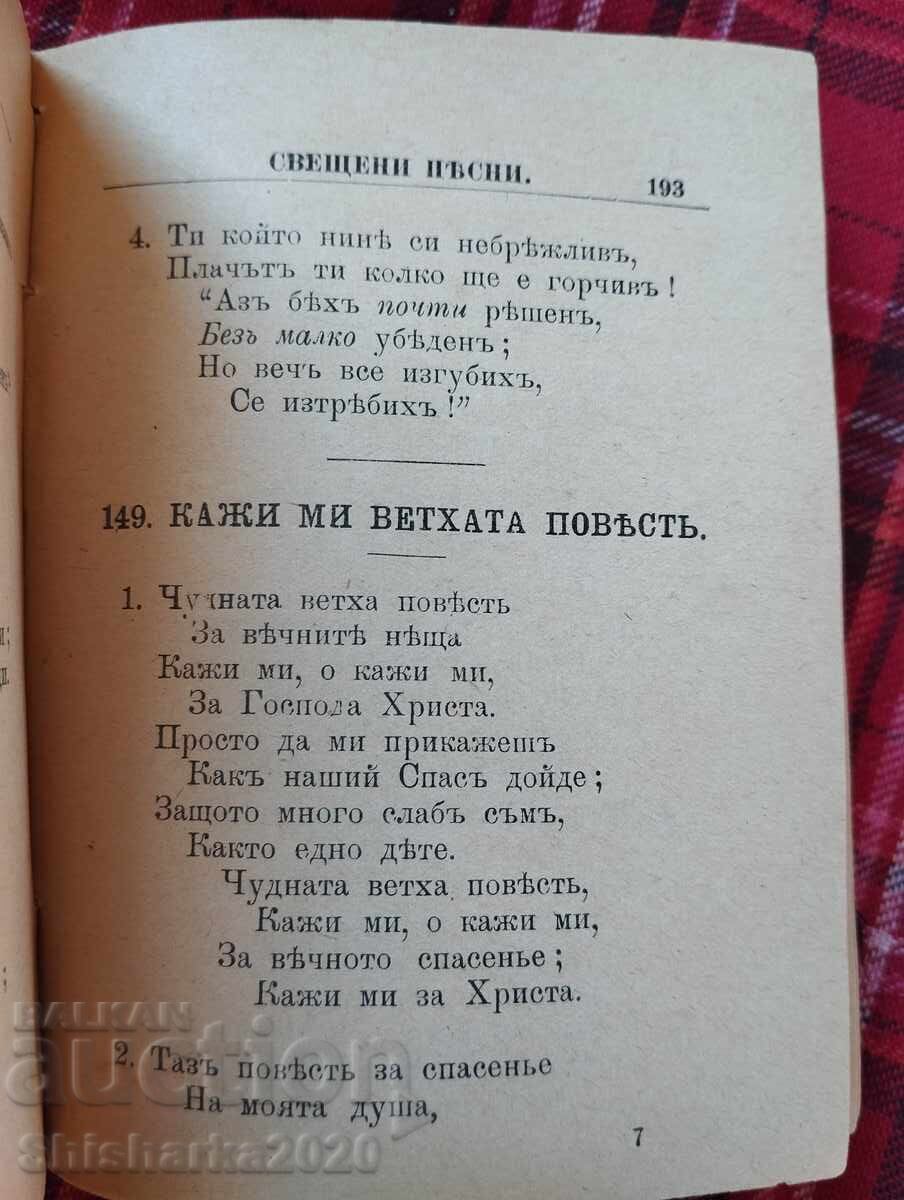 СВЕЩЕНИ ПѢСНИ. 193
4. Ти който нинѣ си небрѣжливъ,
Плачътъ ти колко ще е горчивъ !
“Азъ бѣхъ почти рѣшенъ,
Безъ малко убѣденъ ;
Но вечъ все изгубихъ,
Се изтрѣбихъ !”
149. КАЖИ МИ ВЕТХАТА ПОВѢСТЬ.
1. Чудната ветха повѣсть
За вѣчнитѣ нѣща
Кажи ми, о кажи ми,
За Господа Христа.
Просто да ми прикажешъ
Какъ наший Спасъ дойде ;
Защото много слабъ съмъ,
Както едно дѣте.
Чудната ветха повѣсть,
Кажи ми, о кажи ми,
За вѣчното спасенье ;
Кажи ми за Христа.
2. Тазъ повѣсть за спасенье
На моята душа,
7
BALKAN
auction
Shisharka2020